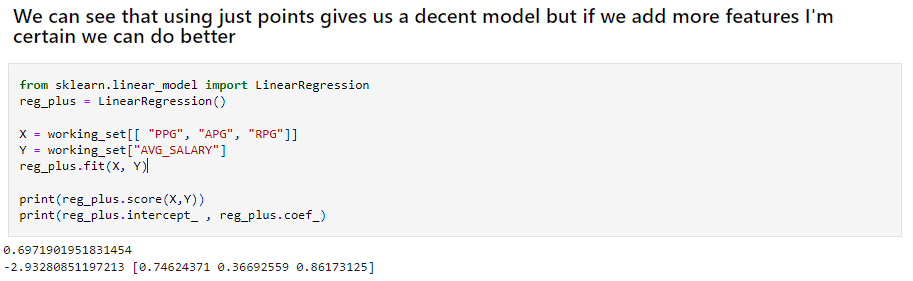 We can see that using just points gives us a decent model but if we add more features I'm
certain we can do better
from sklearn.linear_model import LinearRegression
reg_plus = LinearRegression()
X = working_set[[ "PPG", "APG", "RPG"]]
Y = working_set["AVG_SALARY"]
reg_plus.fit(X, Y)
print(reg_plus.score(X,Y))
print(reg_plus.intercept_ , reg_plus.coef_)
0.6971901951831454
-2.93280851197213 [0.74624371 0.36692559 0.86173125]